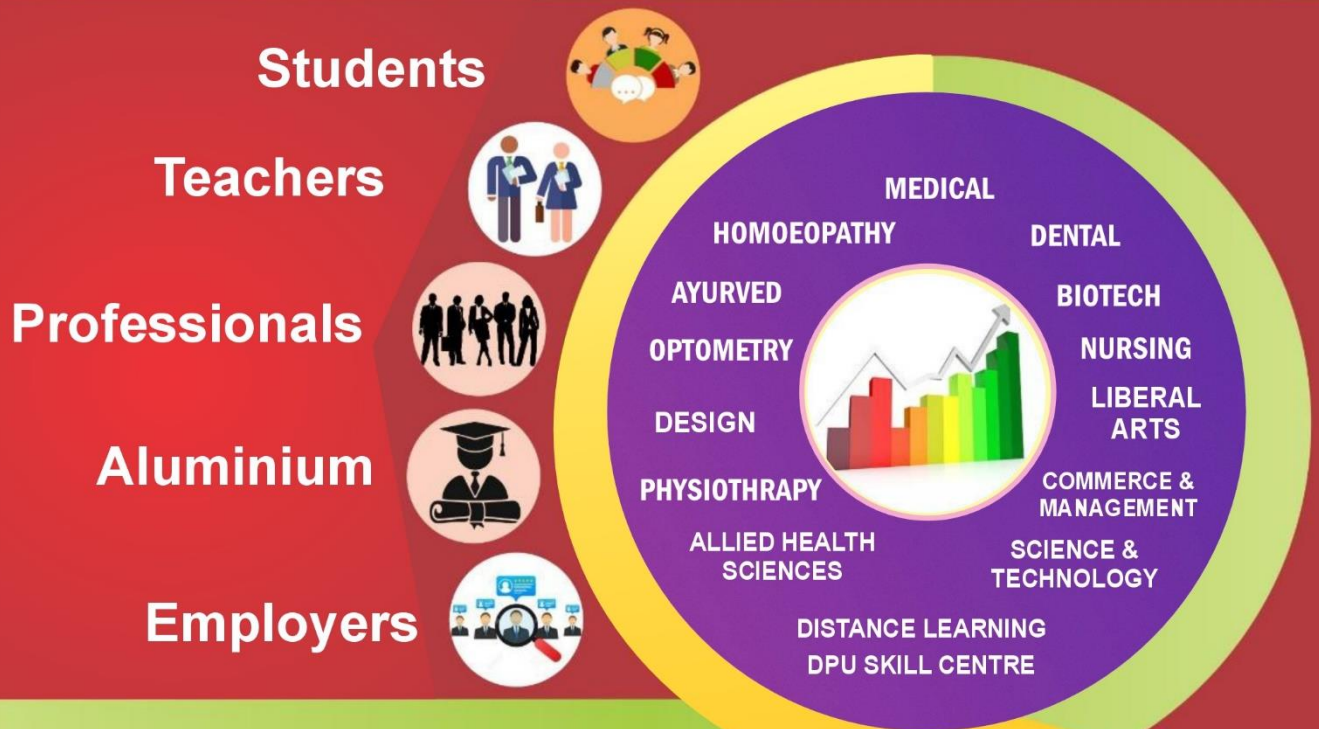 Students
Teachers
Professionals
Aluminium
Employers
MEDICAL
HOMOEOPATHY
DENTAL
AYURVED
BIOTECH
OPTOMETRY
NURSING
DESIGN
LIBERAL
ARTS
PHYSIOTHRAPY
COMMERCE &
MANAGEMENT
ALLIED HEALTH
SCIENCES
SCIENCE &
TECHNOLOGY
DISTANCE LEARNING
DPU SKILL CENTRE